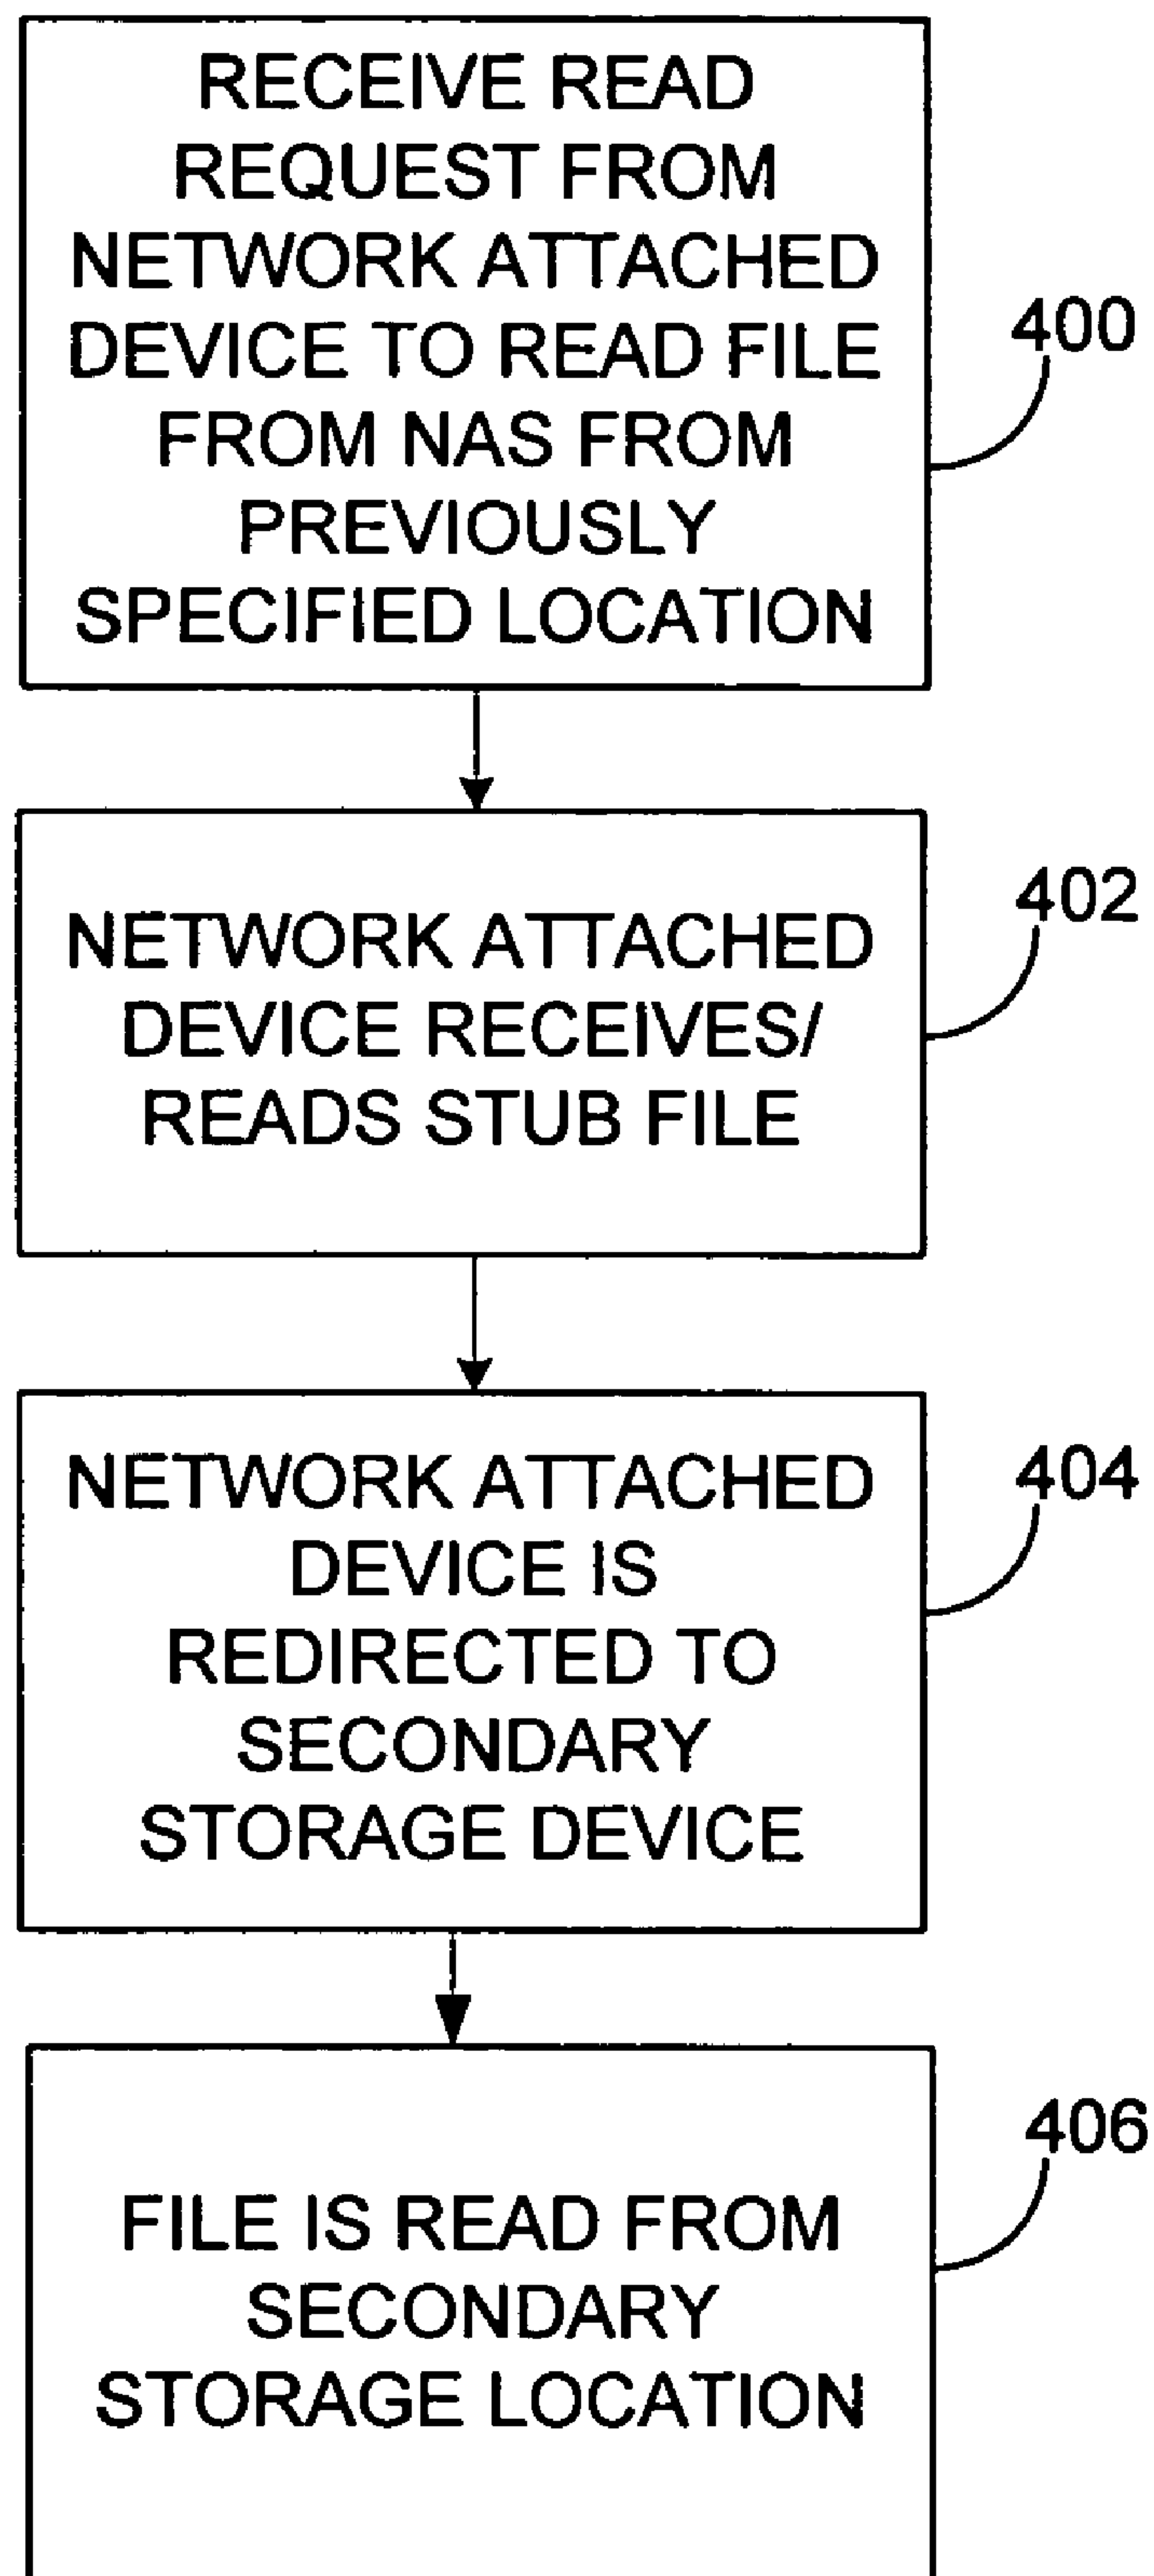 RECEIVE READ
REQUEST FROM
NETWORK ATTACHED
DEVICE TO READ FILE
FROM NAS FROM
PREVIOUSLY
SPECIFIED LOCATION
400
NETWORK ATTACHED
DEVICE RECEIVES/
READS STUB FILE
402
NETWORK ATTACHED
DEVICE IS
REDIRECTED TO
SECONDARY
STORAGE DEVICE
404
FILE IS READ FROM
SECONDARY
STORAGE LOCATION
406